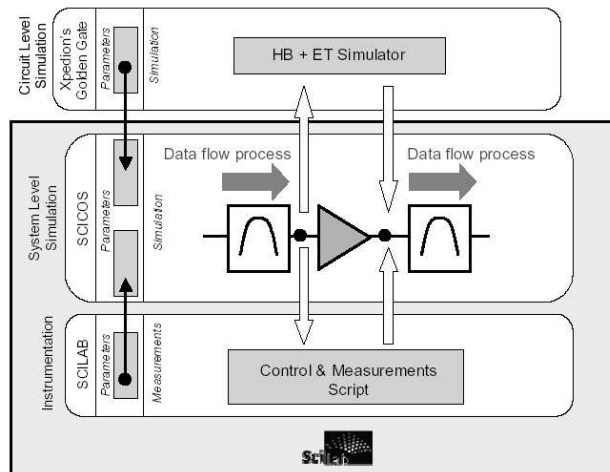 Circuit Level
Simulation
Xpedion's
Golden Gate
Parameters
Simulation
HB + ET Simulator
System Level
Simulation
SCICOS
Parameters
Simulation
Data flow process
Data flow process
Instrumentation
SCILAB
Parameters
Measurements
Control & Measurements
Script
SciLab